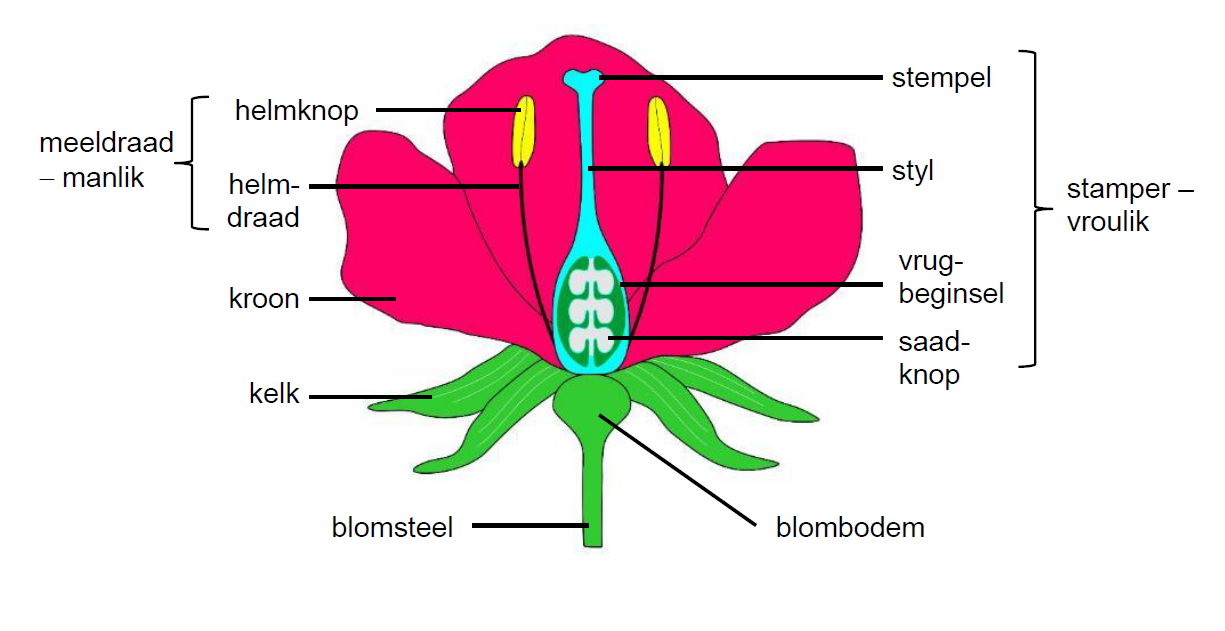 meeldraad
– manlik
helmknop
helm-
draad
kroon
kelk
blomsteel
stempel
styl
vrug-
beginsel
saad-
knop
blombodem
stamper –
vroulik